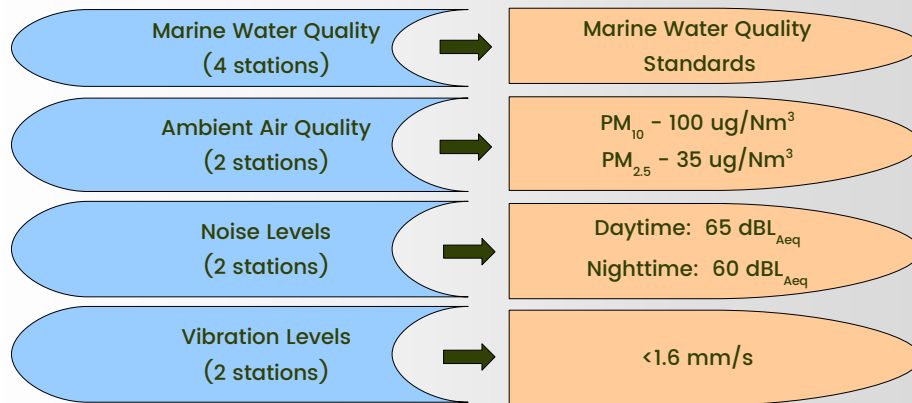 Marine Water Quality
(4 stations)
Marine Water Quality
Standards
Ambient Air Quality
(2 stations)
PM₁₀ - 100 ug/Nm³
PM₂.₅ - 35 ug/Nm³
Noise Levels
(2 stations)
Daytime: 65 dBL_Aeq
Nighttime: 60 dBL_Aeq
Vibration Levels
(2 stations)
<1.6 mm/s